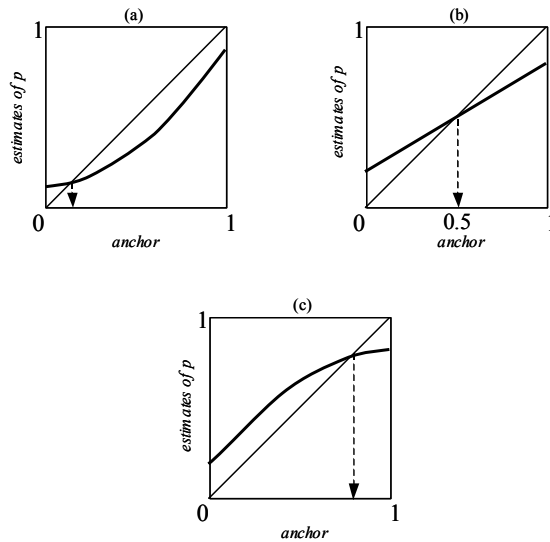 (a)
1
estimates of p
0
1
anchor
(b)
1
estimates of p
0
0.5
1
anchor
(c)
1
estimates of p
0
1
anchor